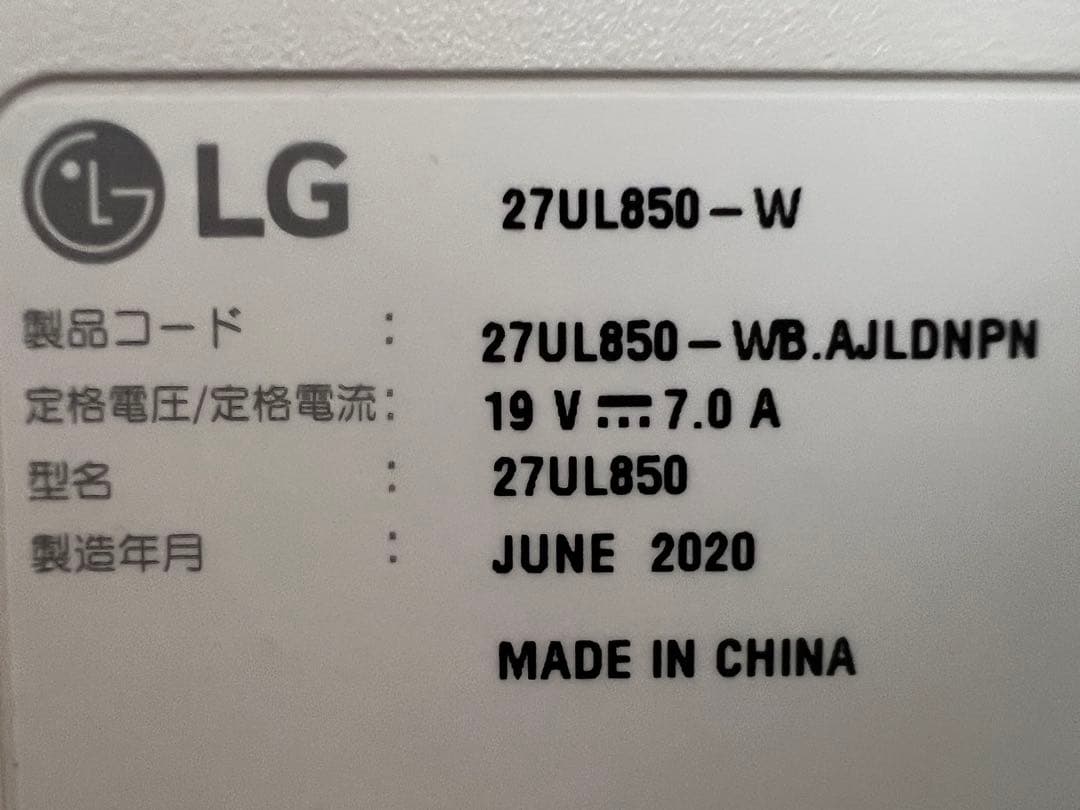 LG 27UL850-W
製品コード : 27UL850-WB.AJLDNPN
定格電圧/定格電流: 19 V ⎓ 7.0 A
型名 : 27UL850
製造年月 : JUNE 2020
MADE IN CHINA